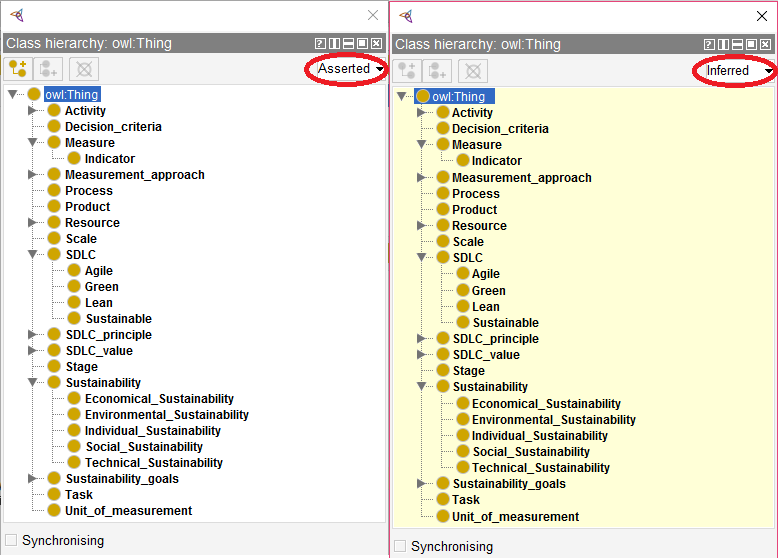 Class hierarchy: owl:Thing
Asserted
owl:Thing
Activity
Decision_criteria
Measure
Indicator
Measurement_approach
Process
Product
Resource
Scale
SDLC
Agile
Green
Lean
Sustainable
SDLC_principle
SDLC_value
Stage
Sustainability
Economical_Sustainability
Environmental_Sustainability
Individual_Sustainability
Social_Sustainability
Technical_Sustainability
Sustainability_goals
Task
Unit_of_measurement
Synchronising
Class hierarchy: owl:Thing
Inferred
owl:Thing
Activity
Decision_criteria
Measure
Indicator
Measurement_approach
Process
Product
Resource
Scale
SDLC
Agile
Green
Lean
Sustainable
SDLC_principle
SDLC_value
Stage
Sustainability
Economical_Sustainability
Environmental_Sustainability
Individual_Sustainability
Social_Sustainability
Technical_Sustainability
Sustainability_goals
Task
Unit_of_measurement
Synchronising